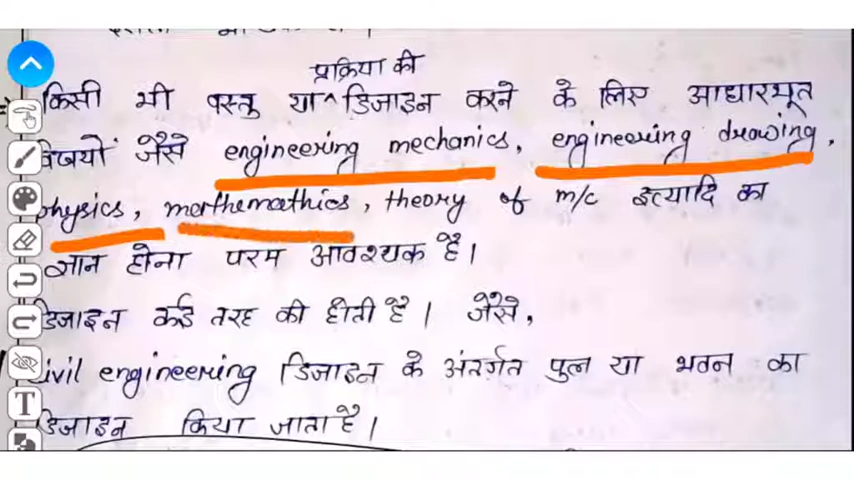 प्रक्रिया की
किसी भी वस्तु या ^ डिजाइन करने के लिए आधारभूत
विषयों जैसे engineering mechanics, engineering drawing,
physics, mathemathics, theory of m/c इत्यादि का
ज्ञान होना परम आवश्यक है।
डिजाइन कई तरह की होती है। जैसे,
civil engineering डिजाइन के अंतर्गत पुल या भवन का
डिजाइन किया जाता है।
T